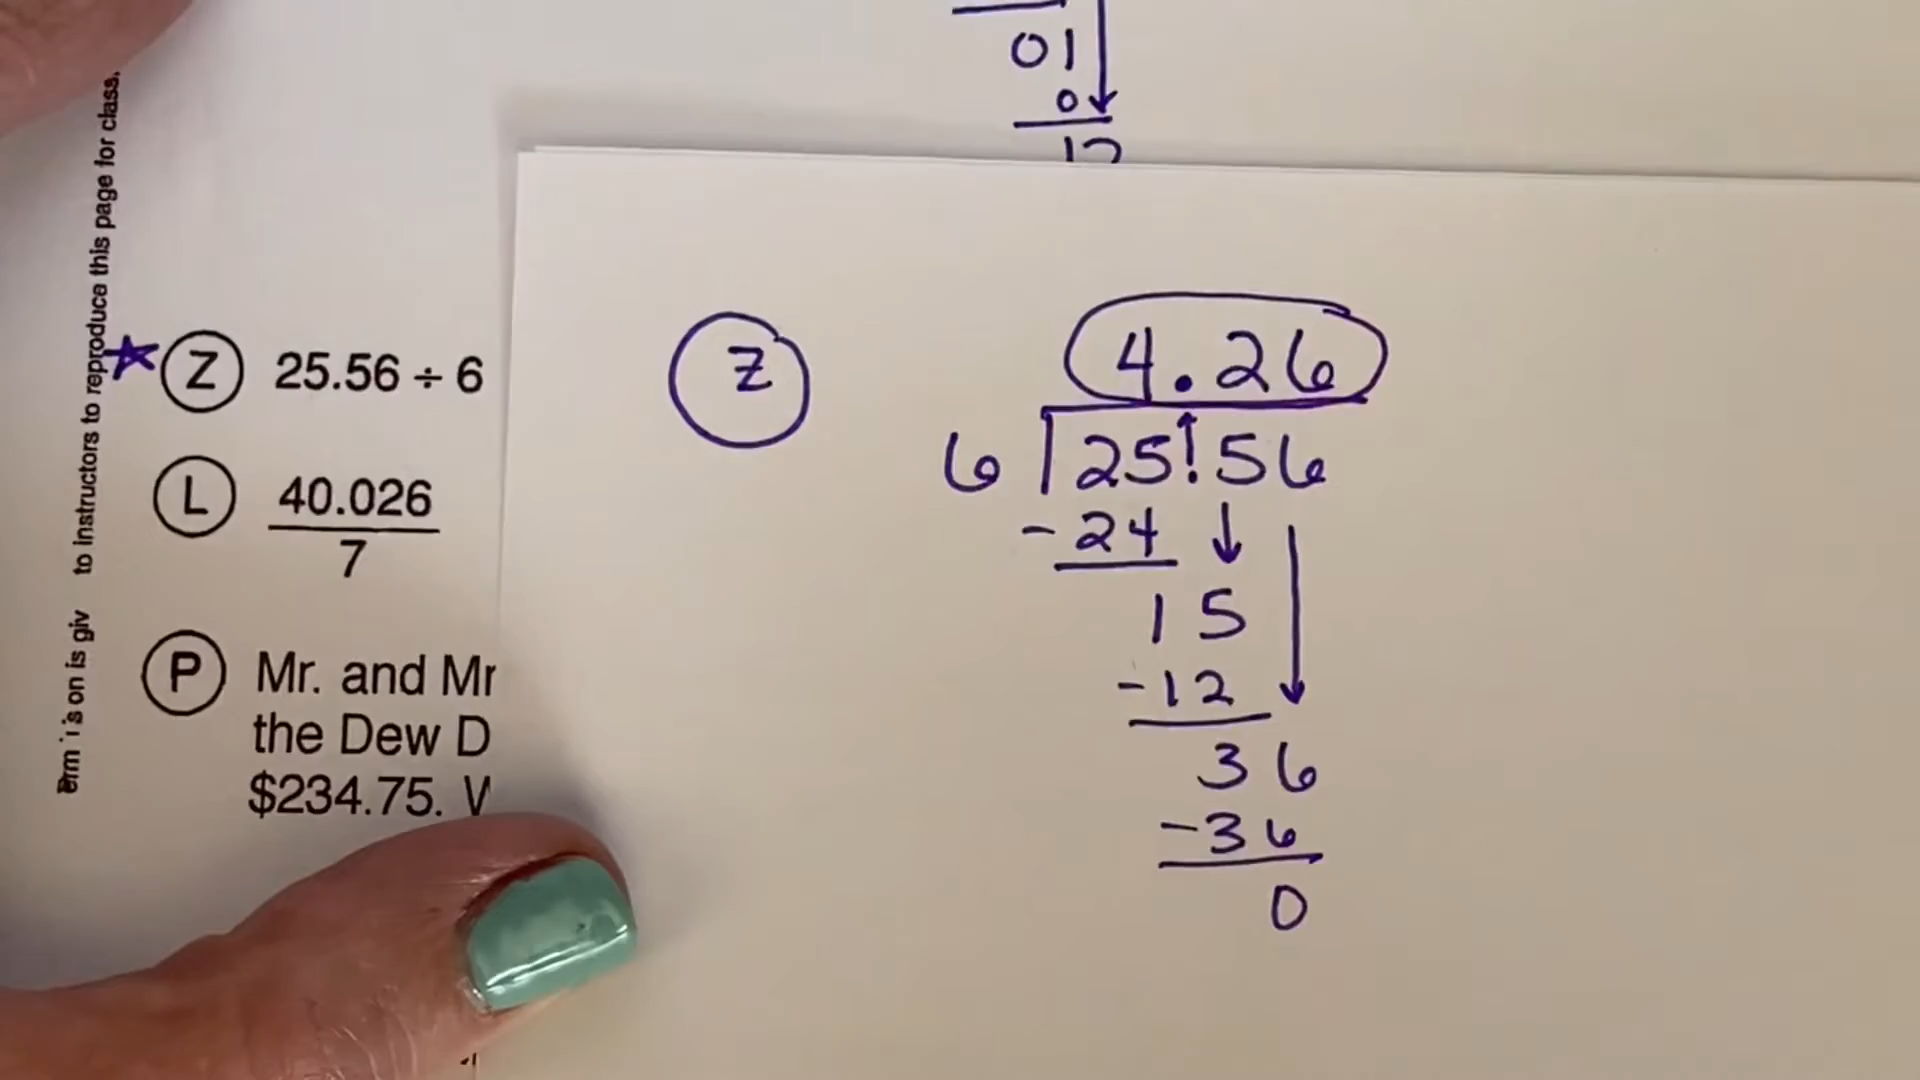 01
0
to instructors to reproduce this page for class.
Z 25.56 ÷ 6
L 40.026
7
P Mr. and Mr
the Dew D
$234.75.
Z
4.26
6 25.56
-24
15
-12
36
-36
0